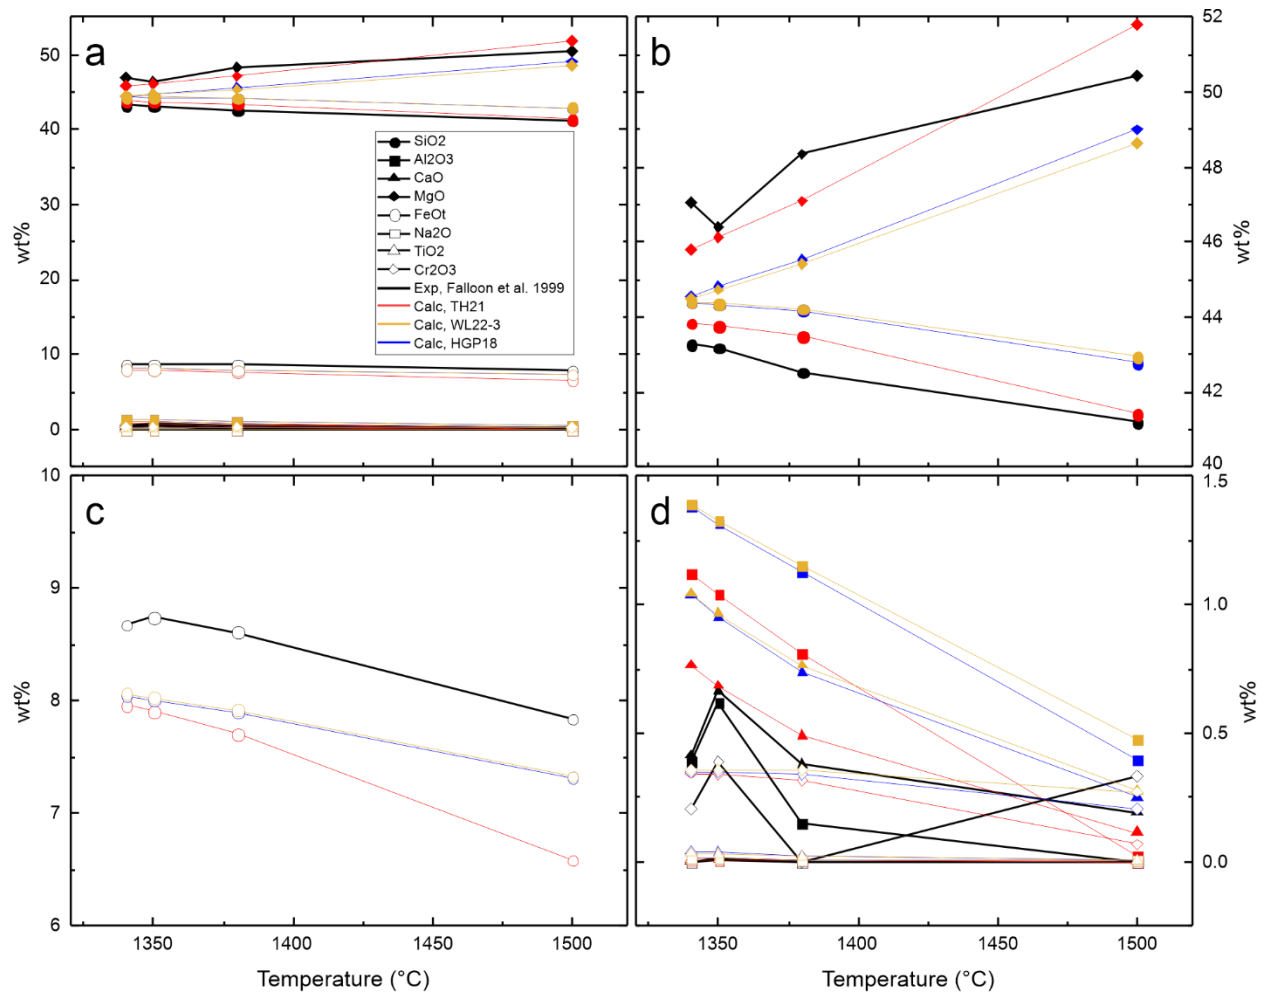 a
50
40
30
20
10
0
wt%
SiO2
Al2O3
CaO
MgO
FeOt
Na2O
TiO2
Cr2O3
Exp, Falloon et al. 1999
Calc, TH21
Calc, WL22-3
Calc, HGP18
b
52
50
48
46
44
42
40
wt%
c
10
9
8
7
6
wt%
1350
1400
1450
1500
Temperature (°C)
d
1.5
1.0
0.5
0.0
wt%
1350
1400
1450
1500
Temperature (°C)